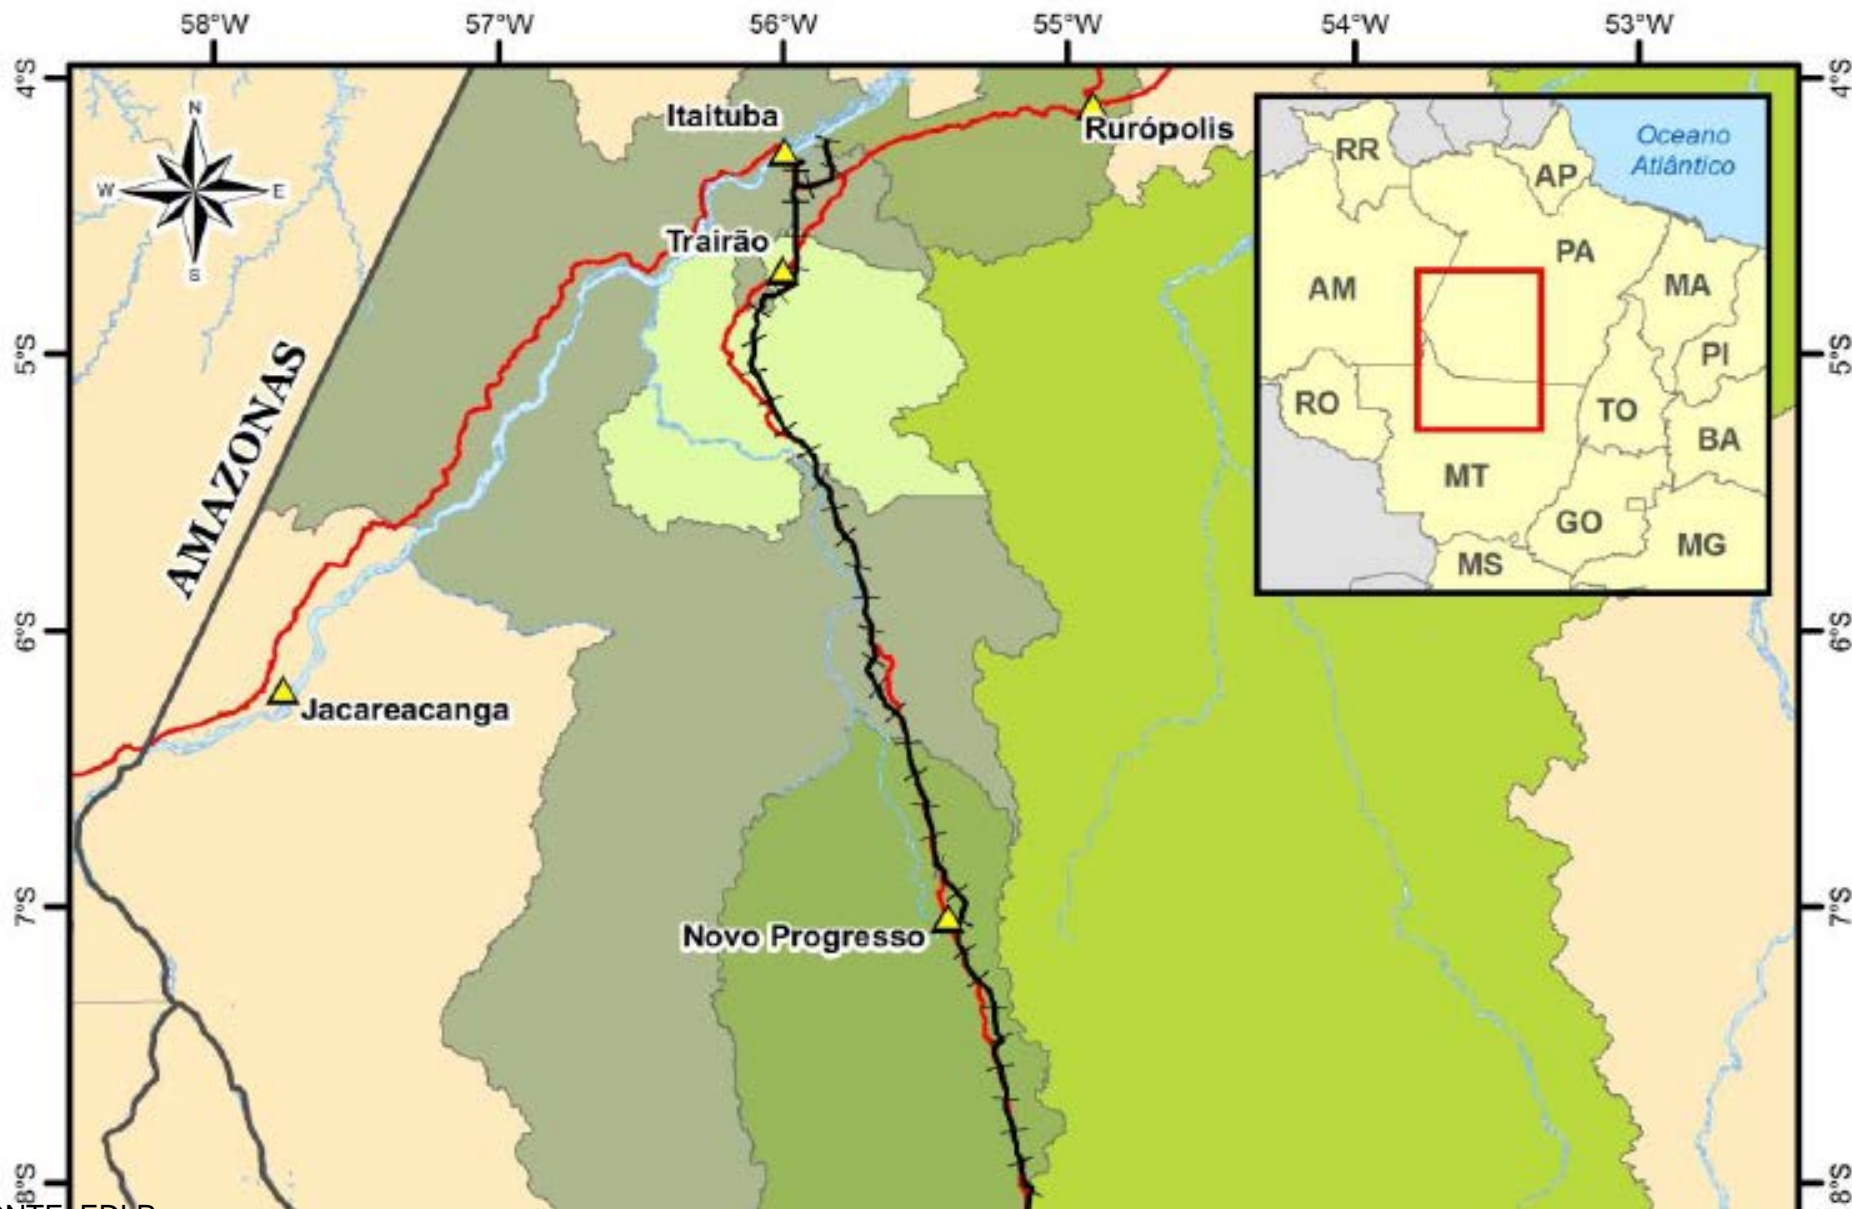 58°W 57°W 56°W 55°W 54°W 53°W
4°S 4°S
N
W E
S
Itaituba
Rurópolis
Trairão
5°S 5°S
AMAZONAS
6°S 6°S
Jacareacanga
7°S 7°S
Novo Progresso
8°S 8°S
Oceano
Atlântico
RR
AP
PA
AM
MA
PI
RO
TO
BA
MT
GO
MG
MS